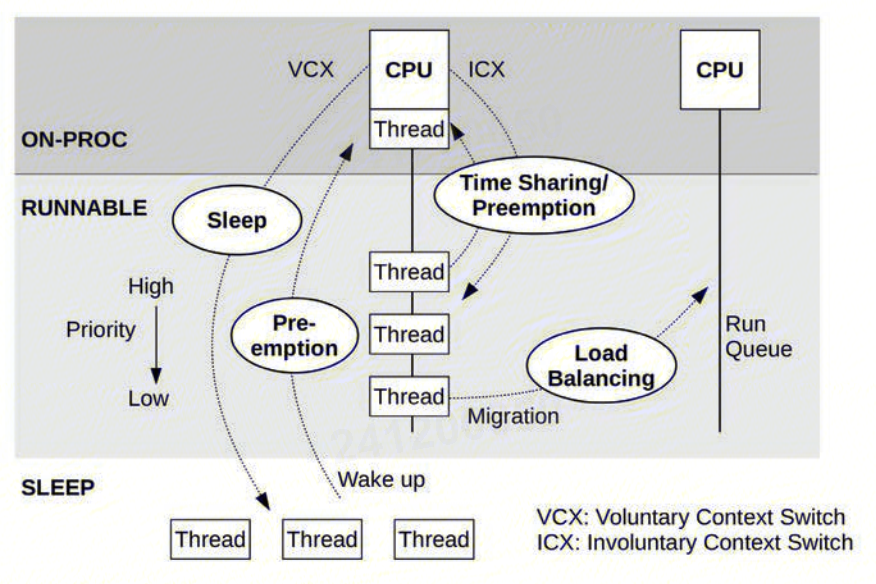 VCX
CPU
ICX
CPU
Thread
ON-PROC
RUNNABLE
Sleep
Time Sharing/
Preemption
Thread
High
Priority
Low
Pre-
emption
Thread
Load
Balancing
Run
Queue
Thread
Migration
SLEEP
Wake up
Thread
Thread
Thread
VCX: Voluntary Context Switch
ICX: Involuntary Context Switch